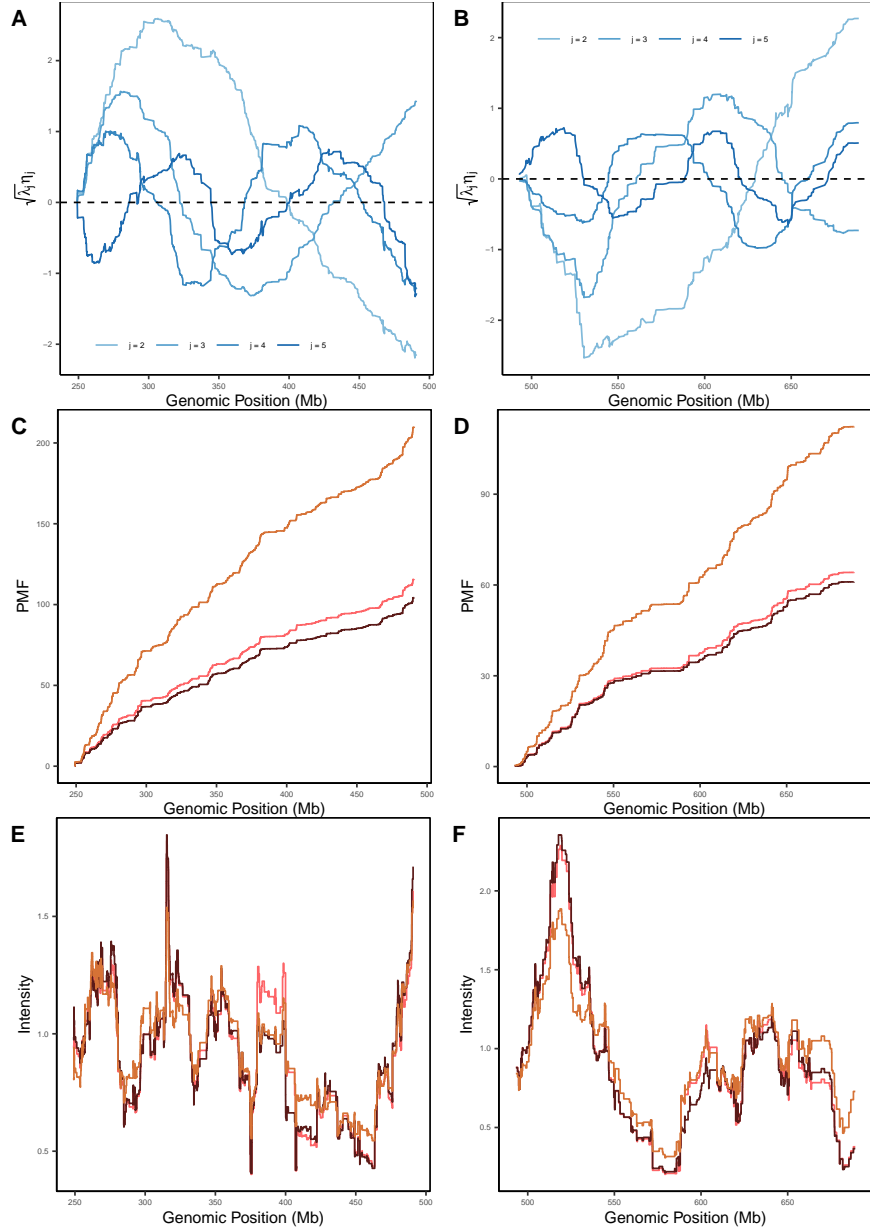 A
2
1
0
−1
−2
√λjηj
j = 2 j = 3 j = 4 j = 5
250 300 350 400 450 500
Genomic Position (Mb)
B
j = 2 j = 3 j = 4 j = 5
2
1
0
−1
−2
√λjηj
500 550 600 650
Genomic Position (Mb)
C
200
150
100
50
0
PMF
250 300 350 400 450 500
Genomic Position (Mb)
D
90
60
30
0
PMF
500 550 600 650
Genomic Position (Mb)
E
1.5
1.0
0.5
Intensity
250 300 350 400 450 500
Genomic Position (Mb)
F
2.0
1.5
1.0
0.5
Intensity
500 550 600 650
Genomic Position (Mb)